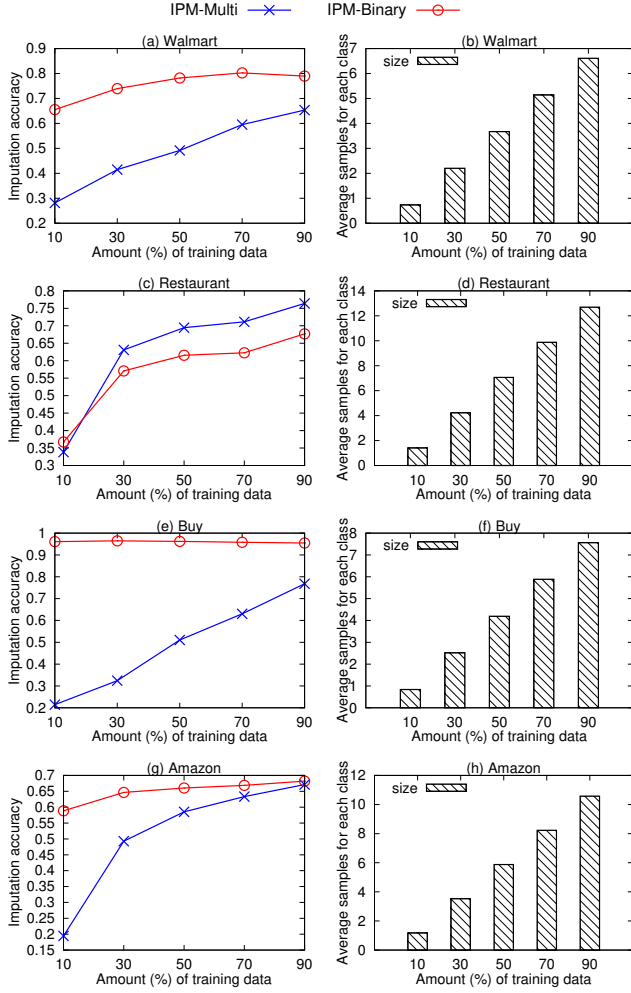 IPM-Multi IPM-Binary
(a) Walmart
Imputation accuracy
0.9
0.8
0.7
0.6
0.5
0.4
0.3
0.2
10 30 50 70 90
Amount (%) of training data
(b) Walmart
size
Average samples for each class
7
6
5
4
3
2
1
0
10 30 50 70 90
Amount (%) of training data
(c) Restaurant
Imputation accuracy
0.8
0.75
0.7
0.65
0.6
0.55
0.5
0.45
0.4
0.35
0.3
10 30 50 70 90
Amount (%) of training data
(d) Restaurant
size
Average samples for each class
14
12
10
8
6
4
2
0
10 30 50 70 90
Amount (%) of training data
(e) Buy
Imputation accuracy
1
0.9
0.8
0.7
0.6
0.5
0.4
0.3
0.2
10 30 50 70 90
Amount (%) of training data
(f) Buy
size
Average samples for each class
8
7
6
5
4
3
2
1
0
10 30 50 70 90
Amount (%) of training data
(g) Amazon
Imputation accuracy
0.7
0.65
0.6
0.55
0.5
0.45
0.4
0.35
0.3
0.25
0.2
0.15
10 30 50 70 90
Amount (%) of training data
(h) Amazon
size
Average samples for each class
12
10
8
6
4
2
0
10 30 50 70 90
Amount (%) of training data